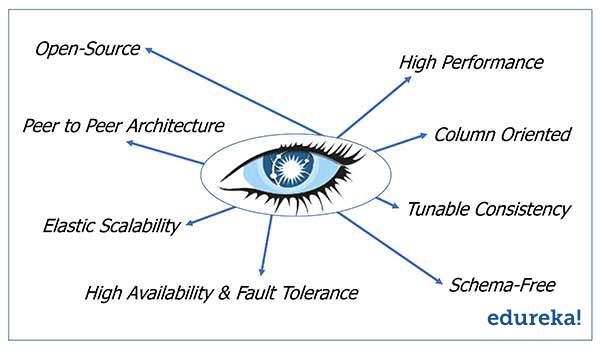 Open-Source
High Performance
Peer to Peer Architecture
Column Oriented
Elastic Scalability
Tunable Consistency
High Availability & Fault Tolerance
Schema-Free
edureka!